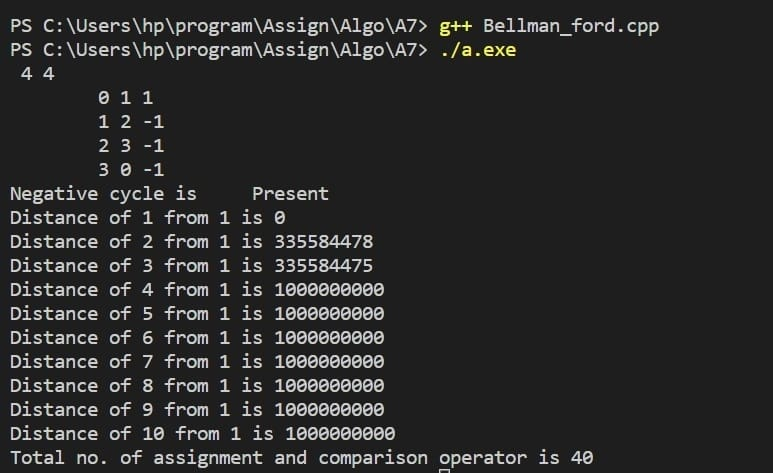 PS C:\Users\hp\program\Assign\Algo\A7> g++ Bellman_ford.cpp
PS C:\Users\hp\program\Assign\Algo\A7> ./a.exe
4 4
0 1 1
1 2 -1
2 3 -1
3 0 -1
Negative cycle is     Present
Distance of 1 from 1 is 0
Distance of 2 from 1 is 335584478
Distance of 3 from 1 is 335584475
Distance of 4 from 1 is 1000000000
Distance of 5 from 1 is 1000000000
Distance of 6 from 1 is 1000000000
Distance of 7 from 1 is 1000000000
Distance of 8 from 1 is 1000000000
Distance of 9 from 1 is 1000000000
Distance of 10 from 1 is 1000000000
Total no. of assignment and comparison operator is 40